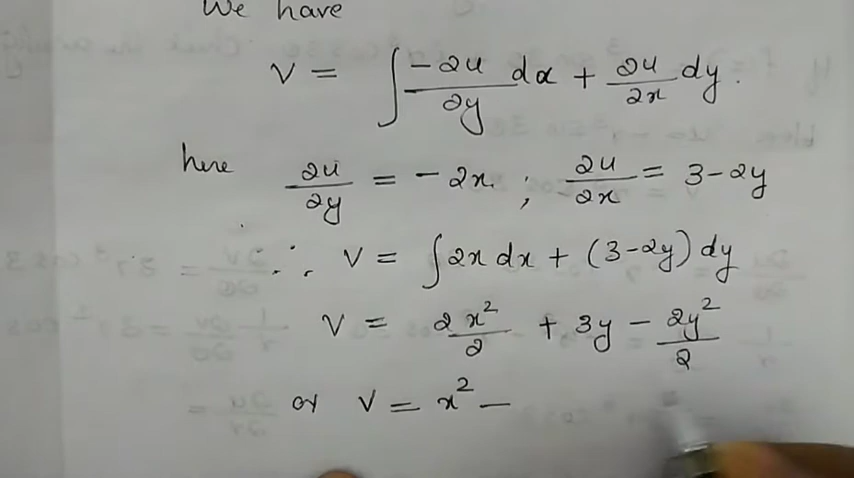 We have
V = ∫ -∂u/∂y dx + ∂u/∂x dy.
here ∂u/∂y = -2x ; ∂u/∂x = 3-2y
∴ V = ∫ 2x dx + (3-2y) dy
V = 2x²/2 + 3y - 2y²/2
or V = x² -